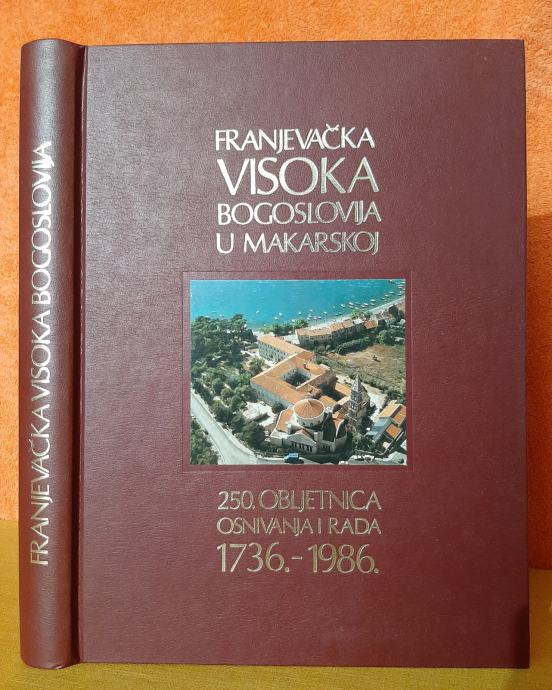 FRANJEVAČKA VISOKA BOGOSLOVIJA
FRANJEVAČKA
VISOKA
BOGOSLOVIJA
U MAKARSKOJ
250. OBLJETNICA
OSNIVANJA I RADA
1736.-1986.